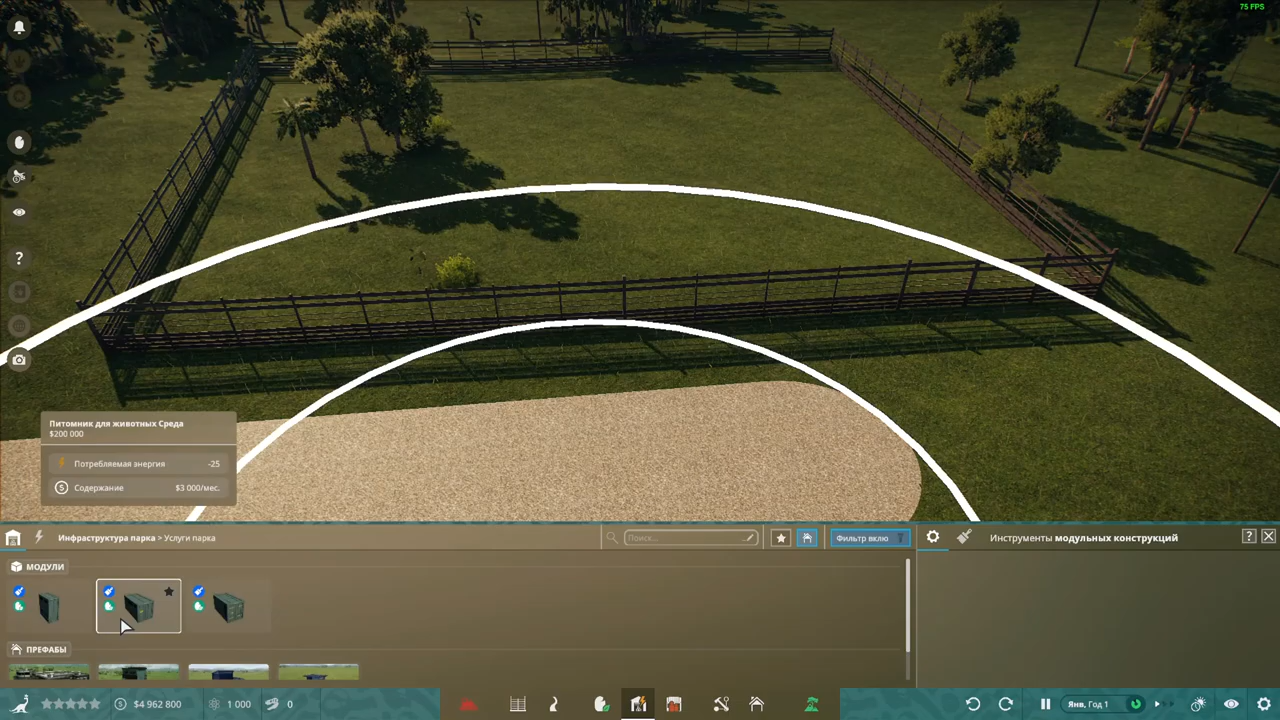 75 FPS
?
Питомник для животных Среда
$200 000
Потребляемая энергия -25
Содержание $3 000/мес.
Инфраструктура парка > Услуги парка
Поиск...
Фильтр вклю
Инструменты модульных конструкций
?
МОДУЛИ
ПРЕФАБЫ
$4 962 800
1 000
0
Янв, Год 1